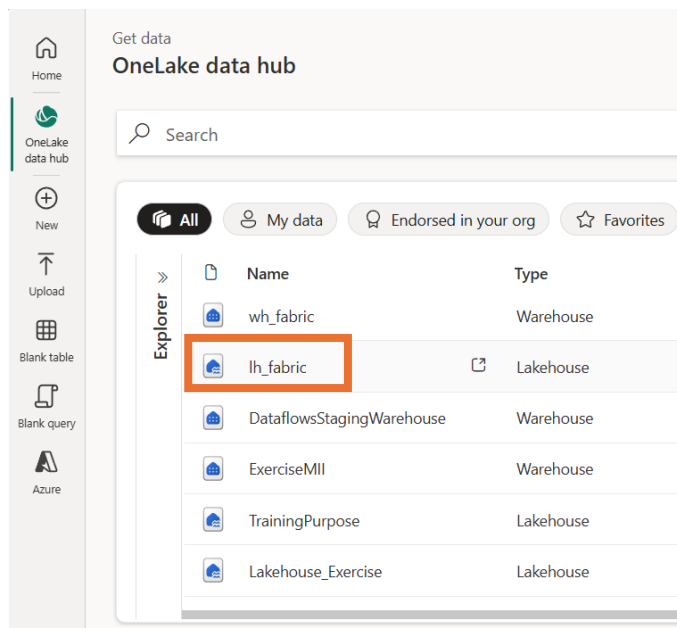 Home
OneLake
data hub
New
Upload
Blank table
Blank query
Azure
Get data
OneLake data hub
Search
All
My data
Endorsed in your org
Favorites
Explorer
Name
Type
wh_fabric
Warehouse
lh_fabric
Lakehouse
DataflowsStagingWarehouse
Warehouse
ExerciseMII
Warehouse
TrainingPurpose
Lakehouse
Lakehouse_Exercise
Lakehouse